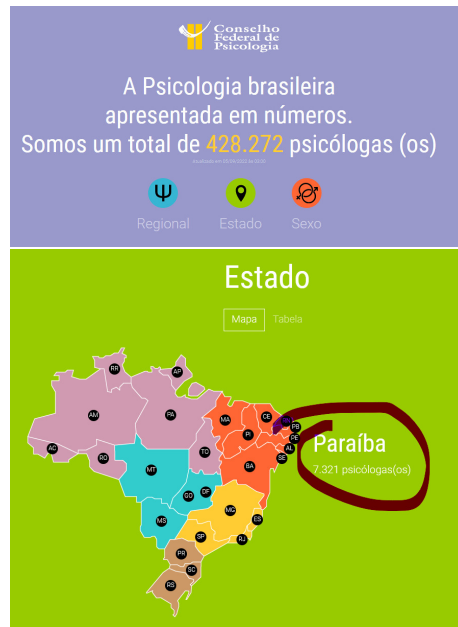 Conselho
Federal de
Psicologia
A Psicologia brasileira
apresentada em números.
Somos um total de 428.272 psicólogas (os)
Regional
Estado
Sexo
Estado
Mapa
Tabela
RR
AP
AM
PA
MA
CE
PB
PI
PE
AL
SE
AC
RO
TO
BA
MT
GO
DF
MS
MG
ES
SP
RJ
PR
SC
RS
Paraíba
7.321 psicólogas(os)